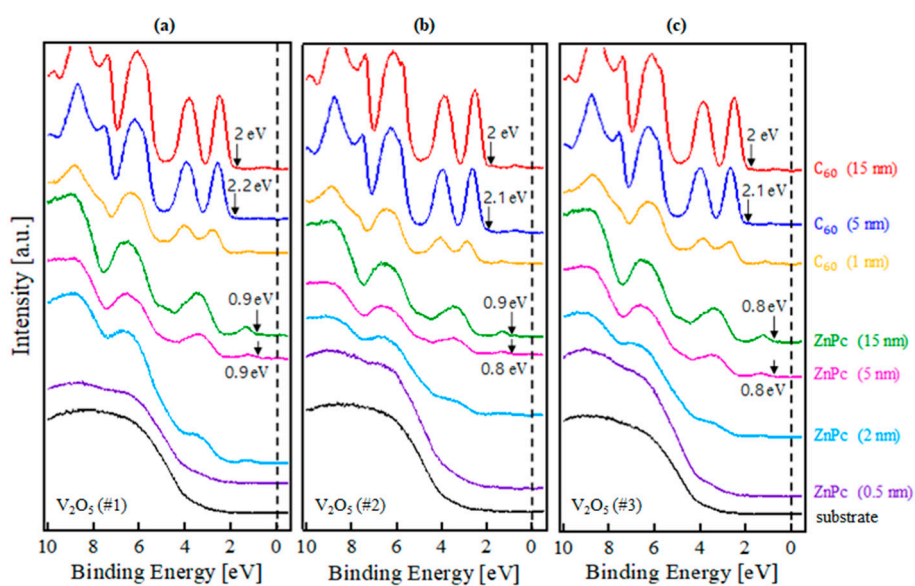 (a)
(b)
(c)
Intensity [a.u.]
2 eV
2.2 eV
0.9 eV
0.9 eV
V₂O₅ (#1)
10 8 6 4 2 0
Binding Energy [eV]
2 eV
2.1 eV
0.9 eV
0.8 eV
V₂O₅ (#2)
10 8 6 4 2 0
Binding Energy [eV]
2 eV
2.1 eV
0.8 eV
0.8 eV
V₂O₅ (#3)
10 8 6 4 2 0
Binding Energy [eV]
C₆₀ (15 nm)
C₆₀ (5 nm)
C₆₀ (1 nm)
ZnPc (15 nm)
ZnPc (5 nm)
ZnPc (2 nm)
ZnPc (0.5 nm)
substrate